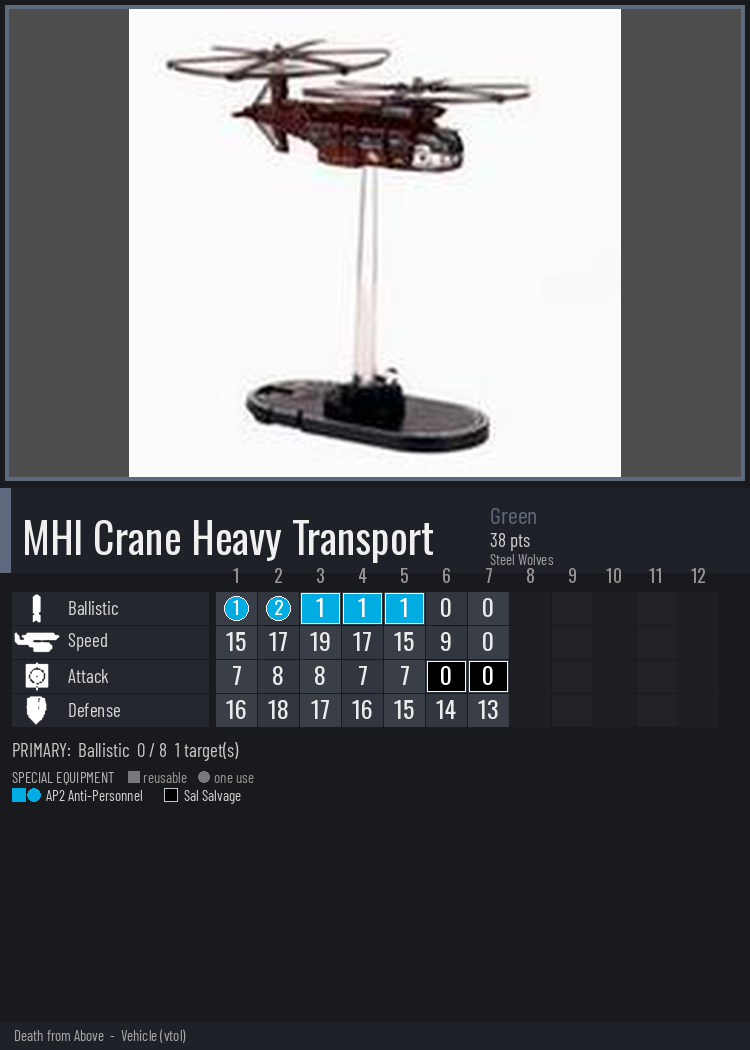 MHI Crane Heavy Transport
Green
38 pts
Steel Wolves
1 2 3 4 5 6 7 8 9 10 11 12
Ballistic 1 2 1 1 1 0 0
Speed 15 17 19 17 15 9 0
Attack 7 8 8 7 7 0 0
Defense 16 18 17 16 15 14 13
PRIMARY: Ballistic 0 / 8 1 target(s)
SPECIAL EQUIPMENT reusable one use
AP2 Anti-Personnel Sal Salvage
Death from Above - Vehicle (vtol)